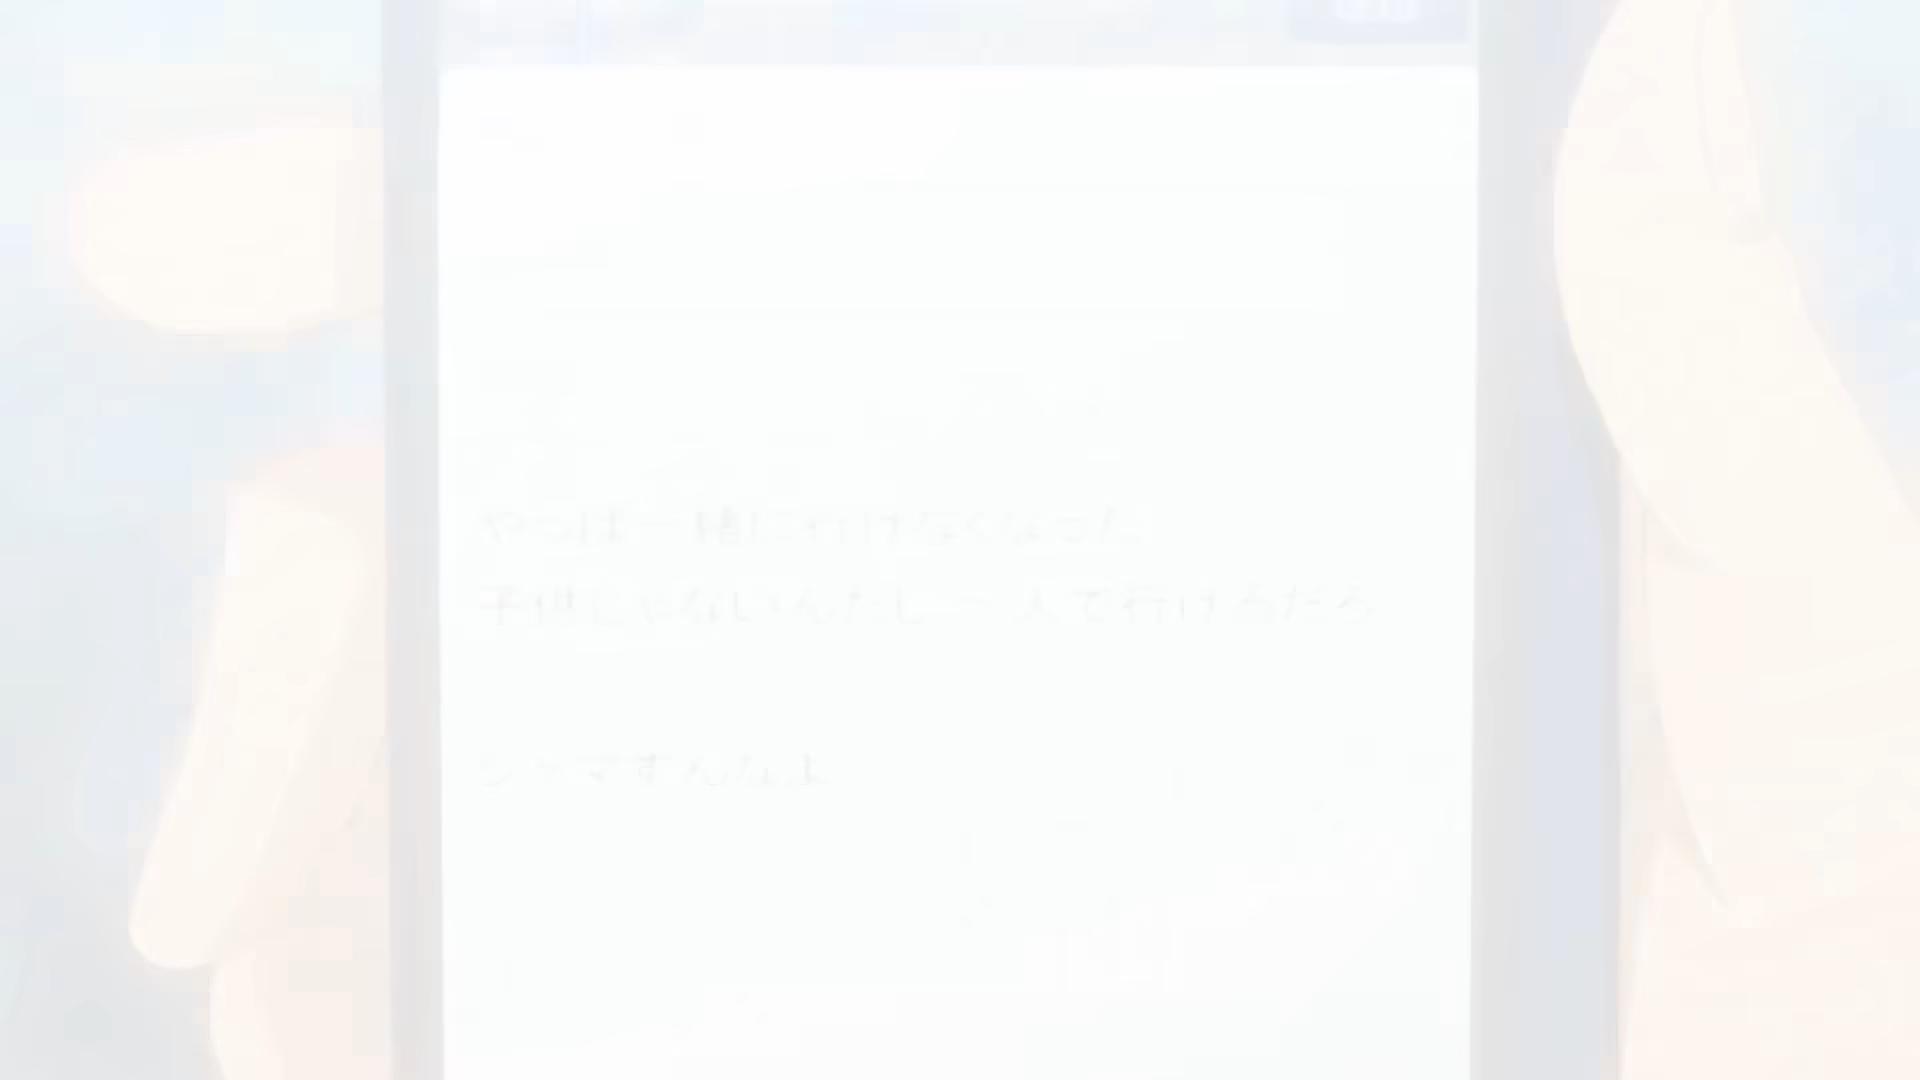 やっぱ一緒に行けなくなった
子供じゃないんだし一人で行けるだろ
ジャマすんなよ